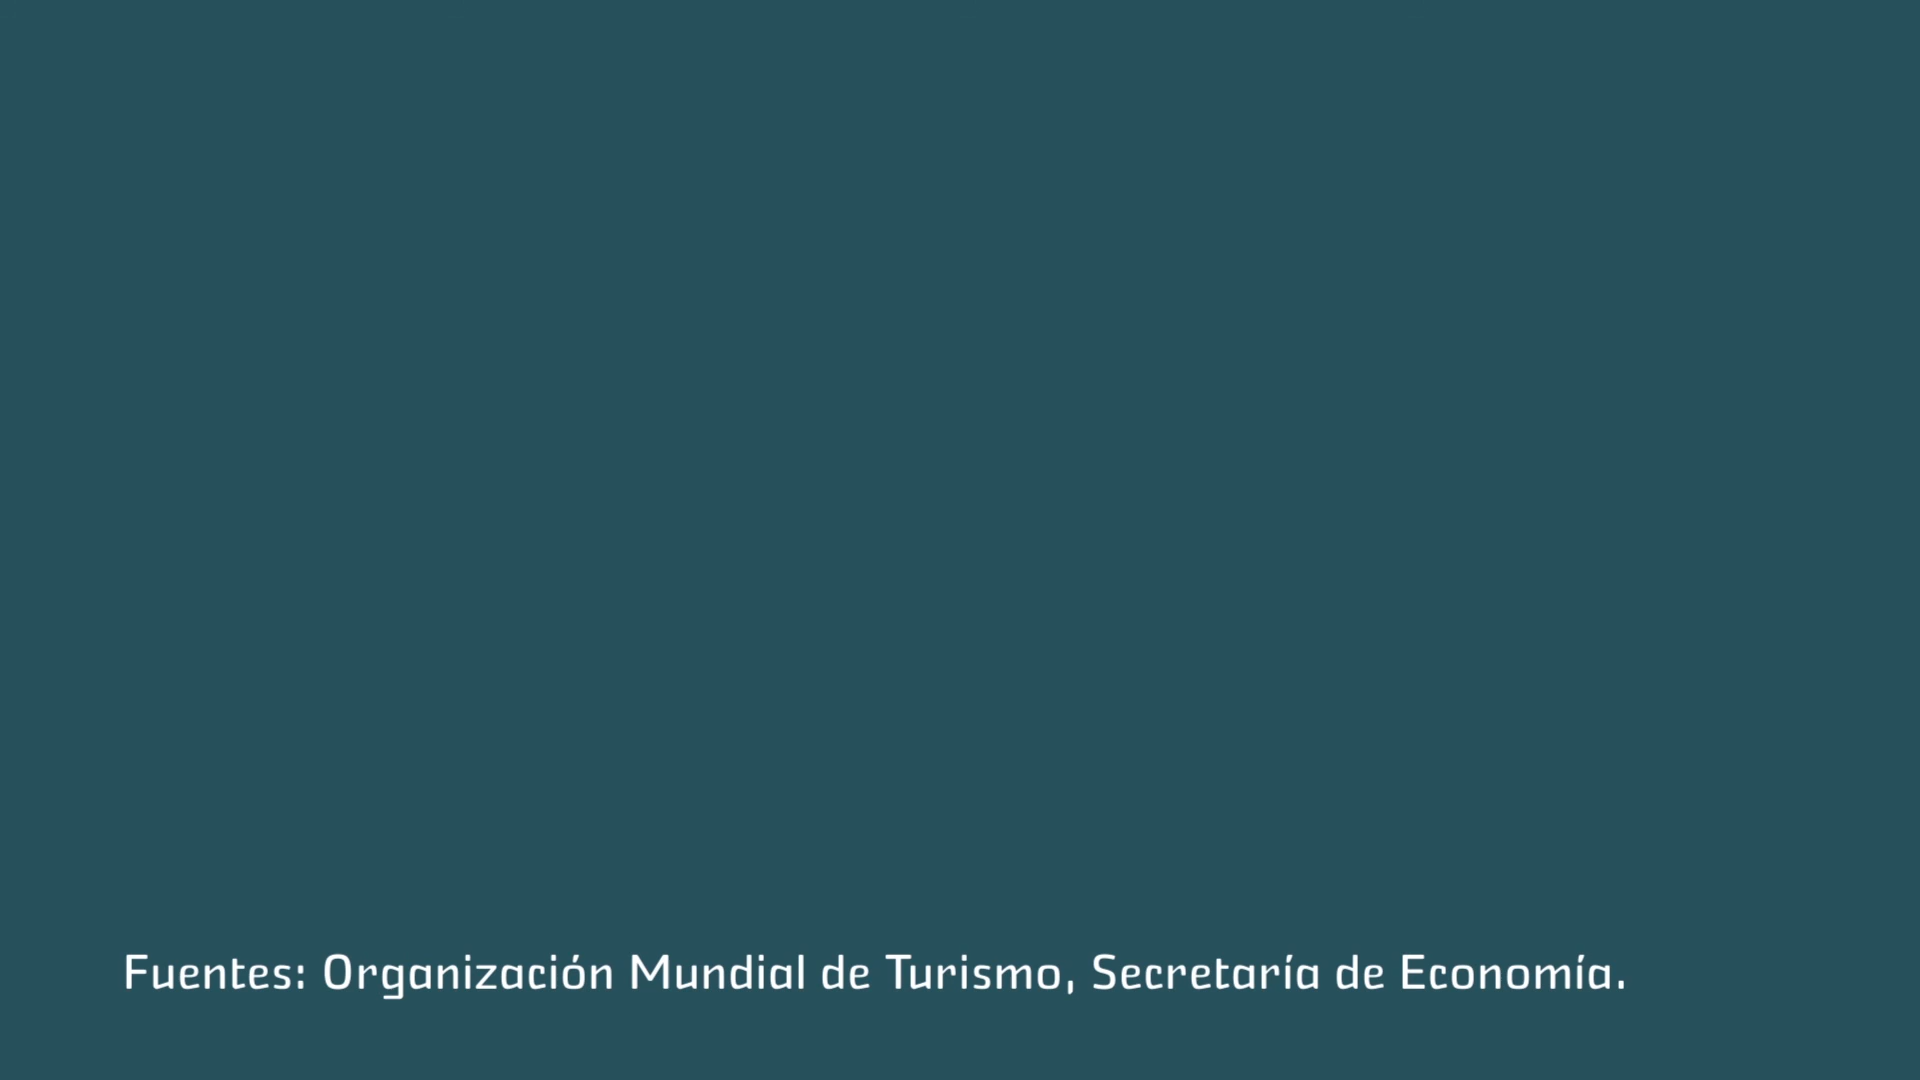 Fuentes: Organización Mundial de Turismo, Secretaría de Economía.